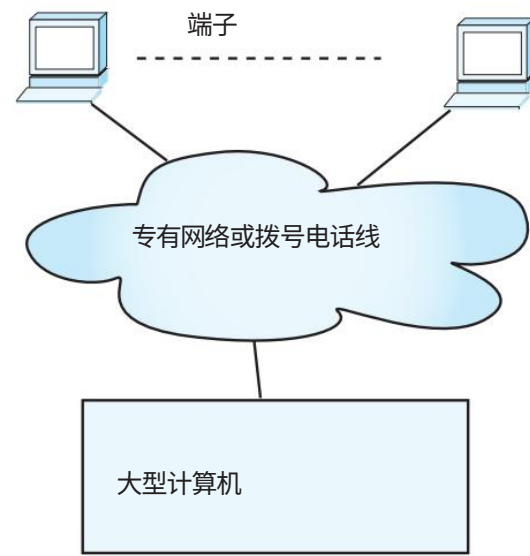 端子
专有网络或拨号电话线
大型计算机